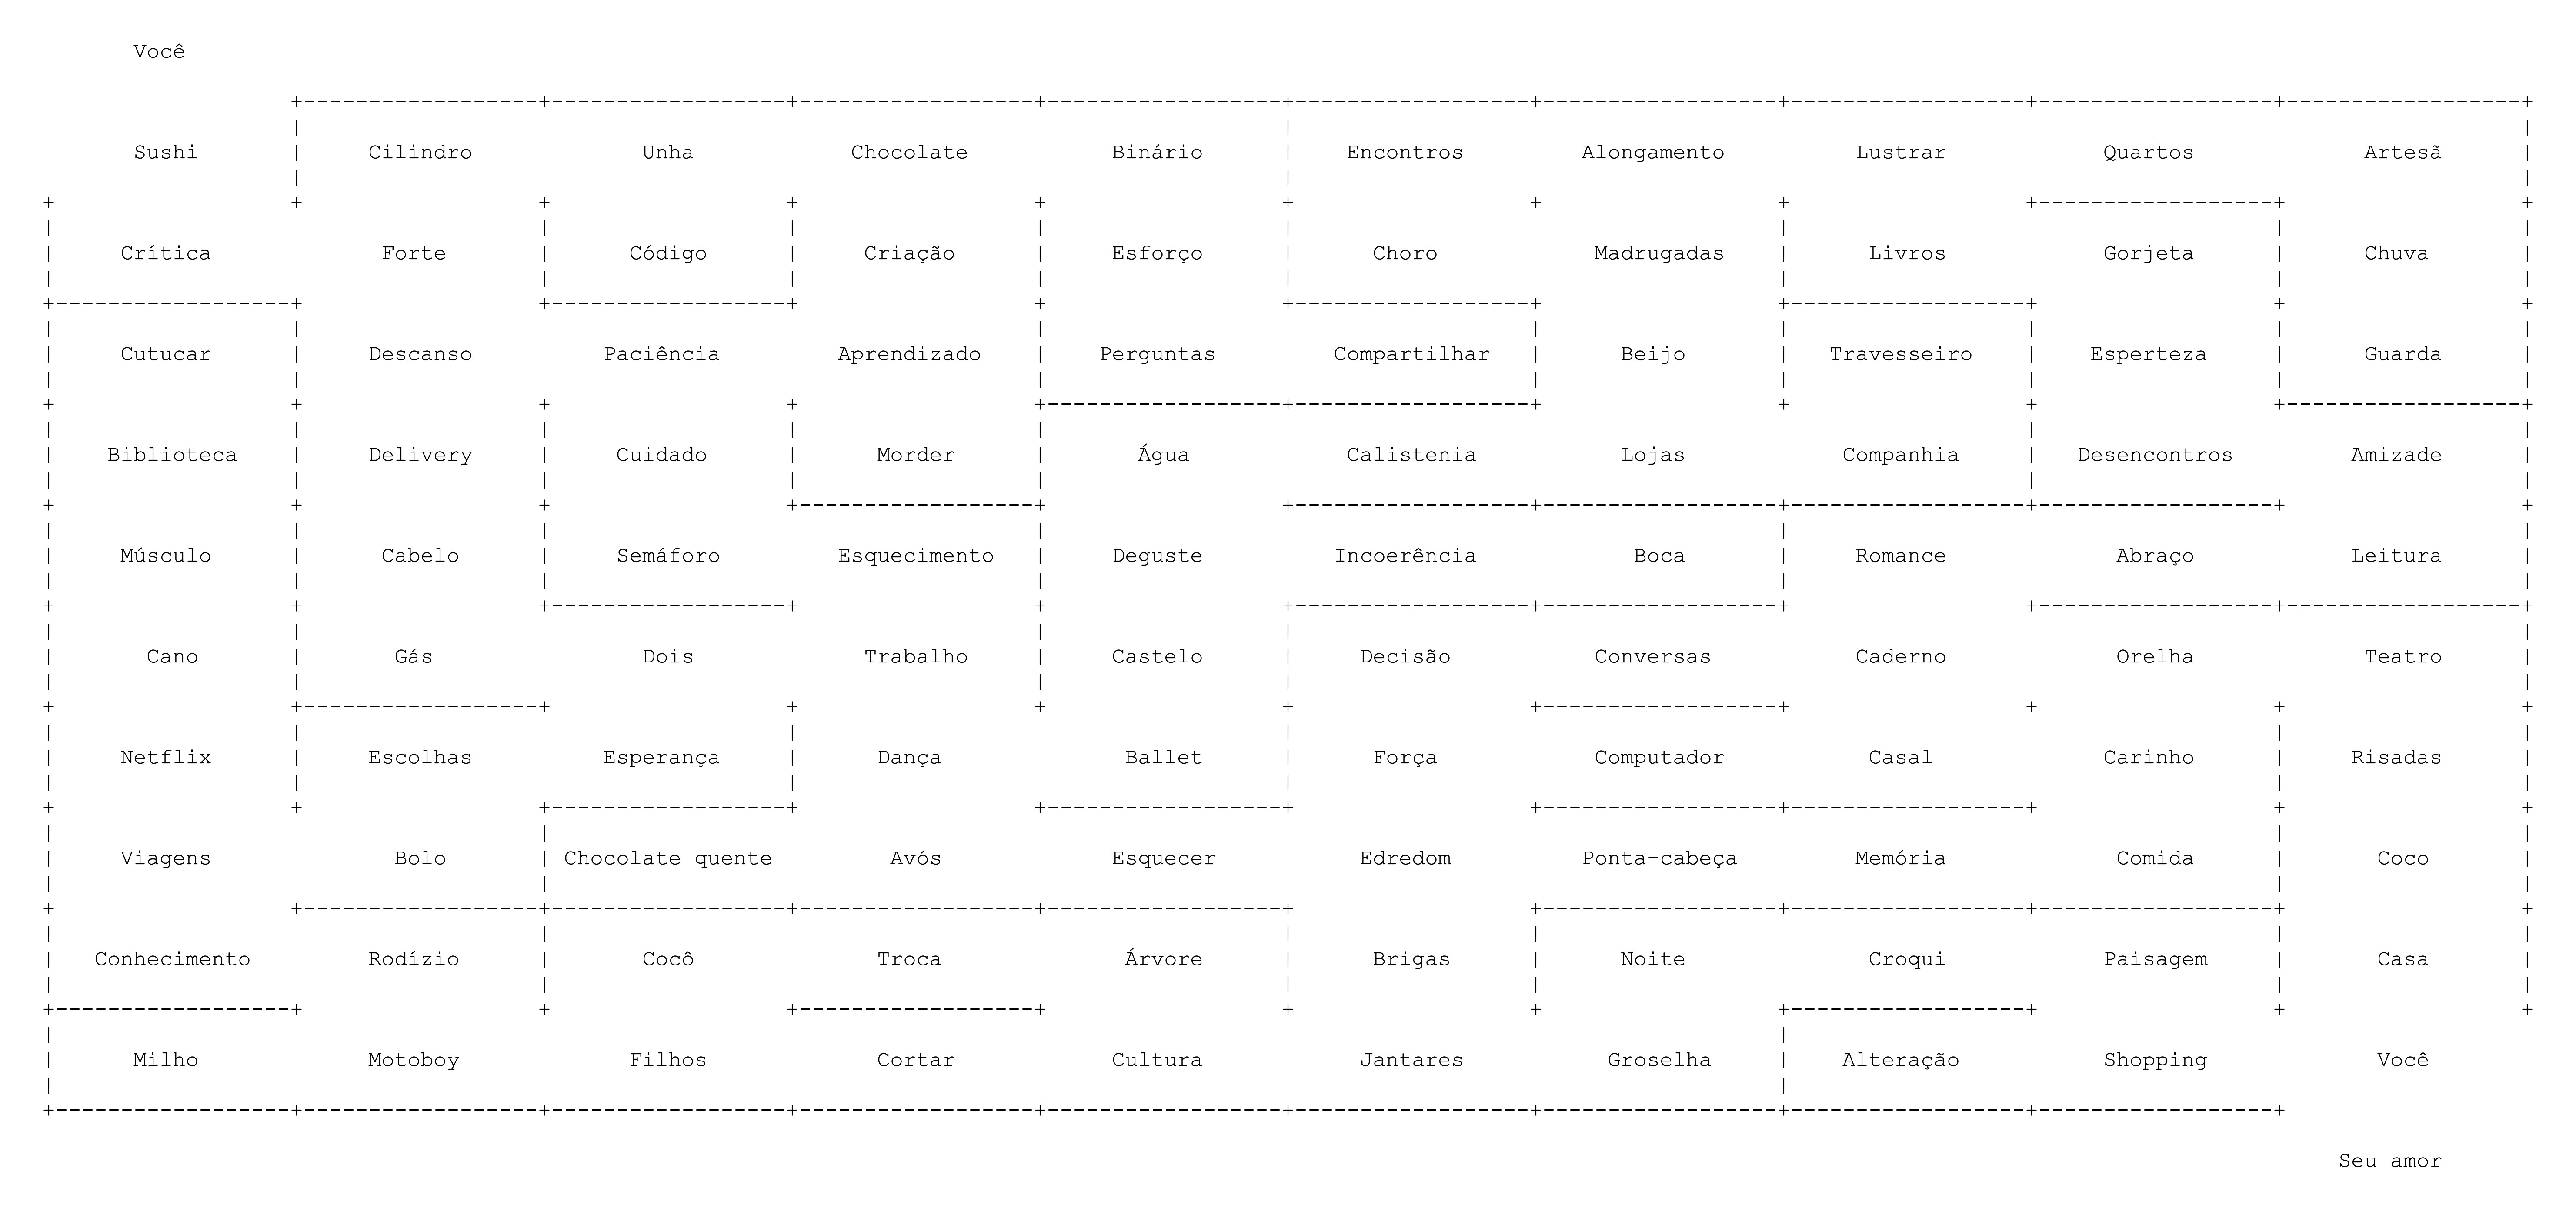 Você
Sushi Cilindro Unha Chocolate Binário Encontros Alongamento Lustrar Quartos Artesã
Crítica Forte Código Criação Esforço Choro Madrugadas Livros Gorjeta Chuva
Cutucar Descanso Paciência Aprendizado Perguntas Compartilhar Beijo Travesseiro Esperteza Guarda
Biblioteca Delivery Cuidado Morder Água Calistenia Lojas Companhia Desencontros Amizade
Músculo Cabelo Semáforo Esquecimento Deguste Incoerência Boca Romance Abraço Leitura
Cano Gás Dois Trabalho Castelo Decisão Conversas Caderno Orelha Teatro
Netflix Escolhas Esperança Dança Ballet Força Computador Casal Carinho Risadas
Viagens Bolo Chocolate quente Avós Esquecer Edredom Ponta-cabeça Memória Comida Coco
Conhecimento Rodízio Cocô Troca Árvore Brigas Noite Croqui Paisagem Casa
Milho Motoboy Filhos Cortar Cultura Jantares Groselha Alteração Shopping Você
Seu amor